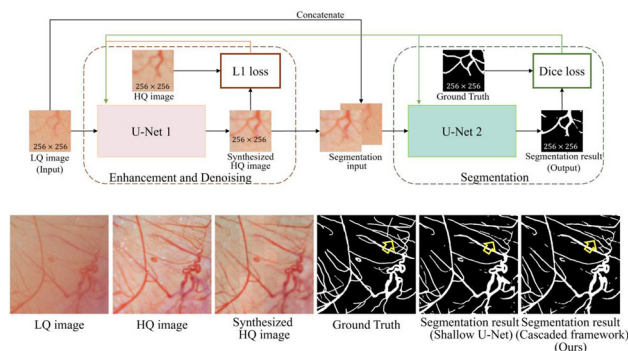 Concatenate
L1 loss
Dice loss
256 × 256
HQ image
256 × 256
Ground Truth
256 × 256
LQ image
(Input)
U-Net 1
256 × 256
Synthesized
HQ image
Segmentation
input
U-Net 2
256 × 256
Segmentation result
(Output)
Enhancement and Denoising
Segmentation
LQ image
HQ image
Synthesized
HQ image
Ground Truth
Segmentation result
(Shallow U-Net)
Segmentation result
(Cascaded framework)
(Ours)